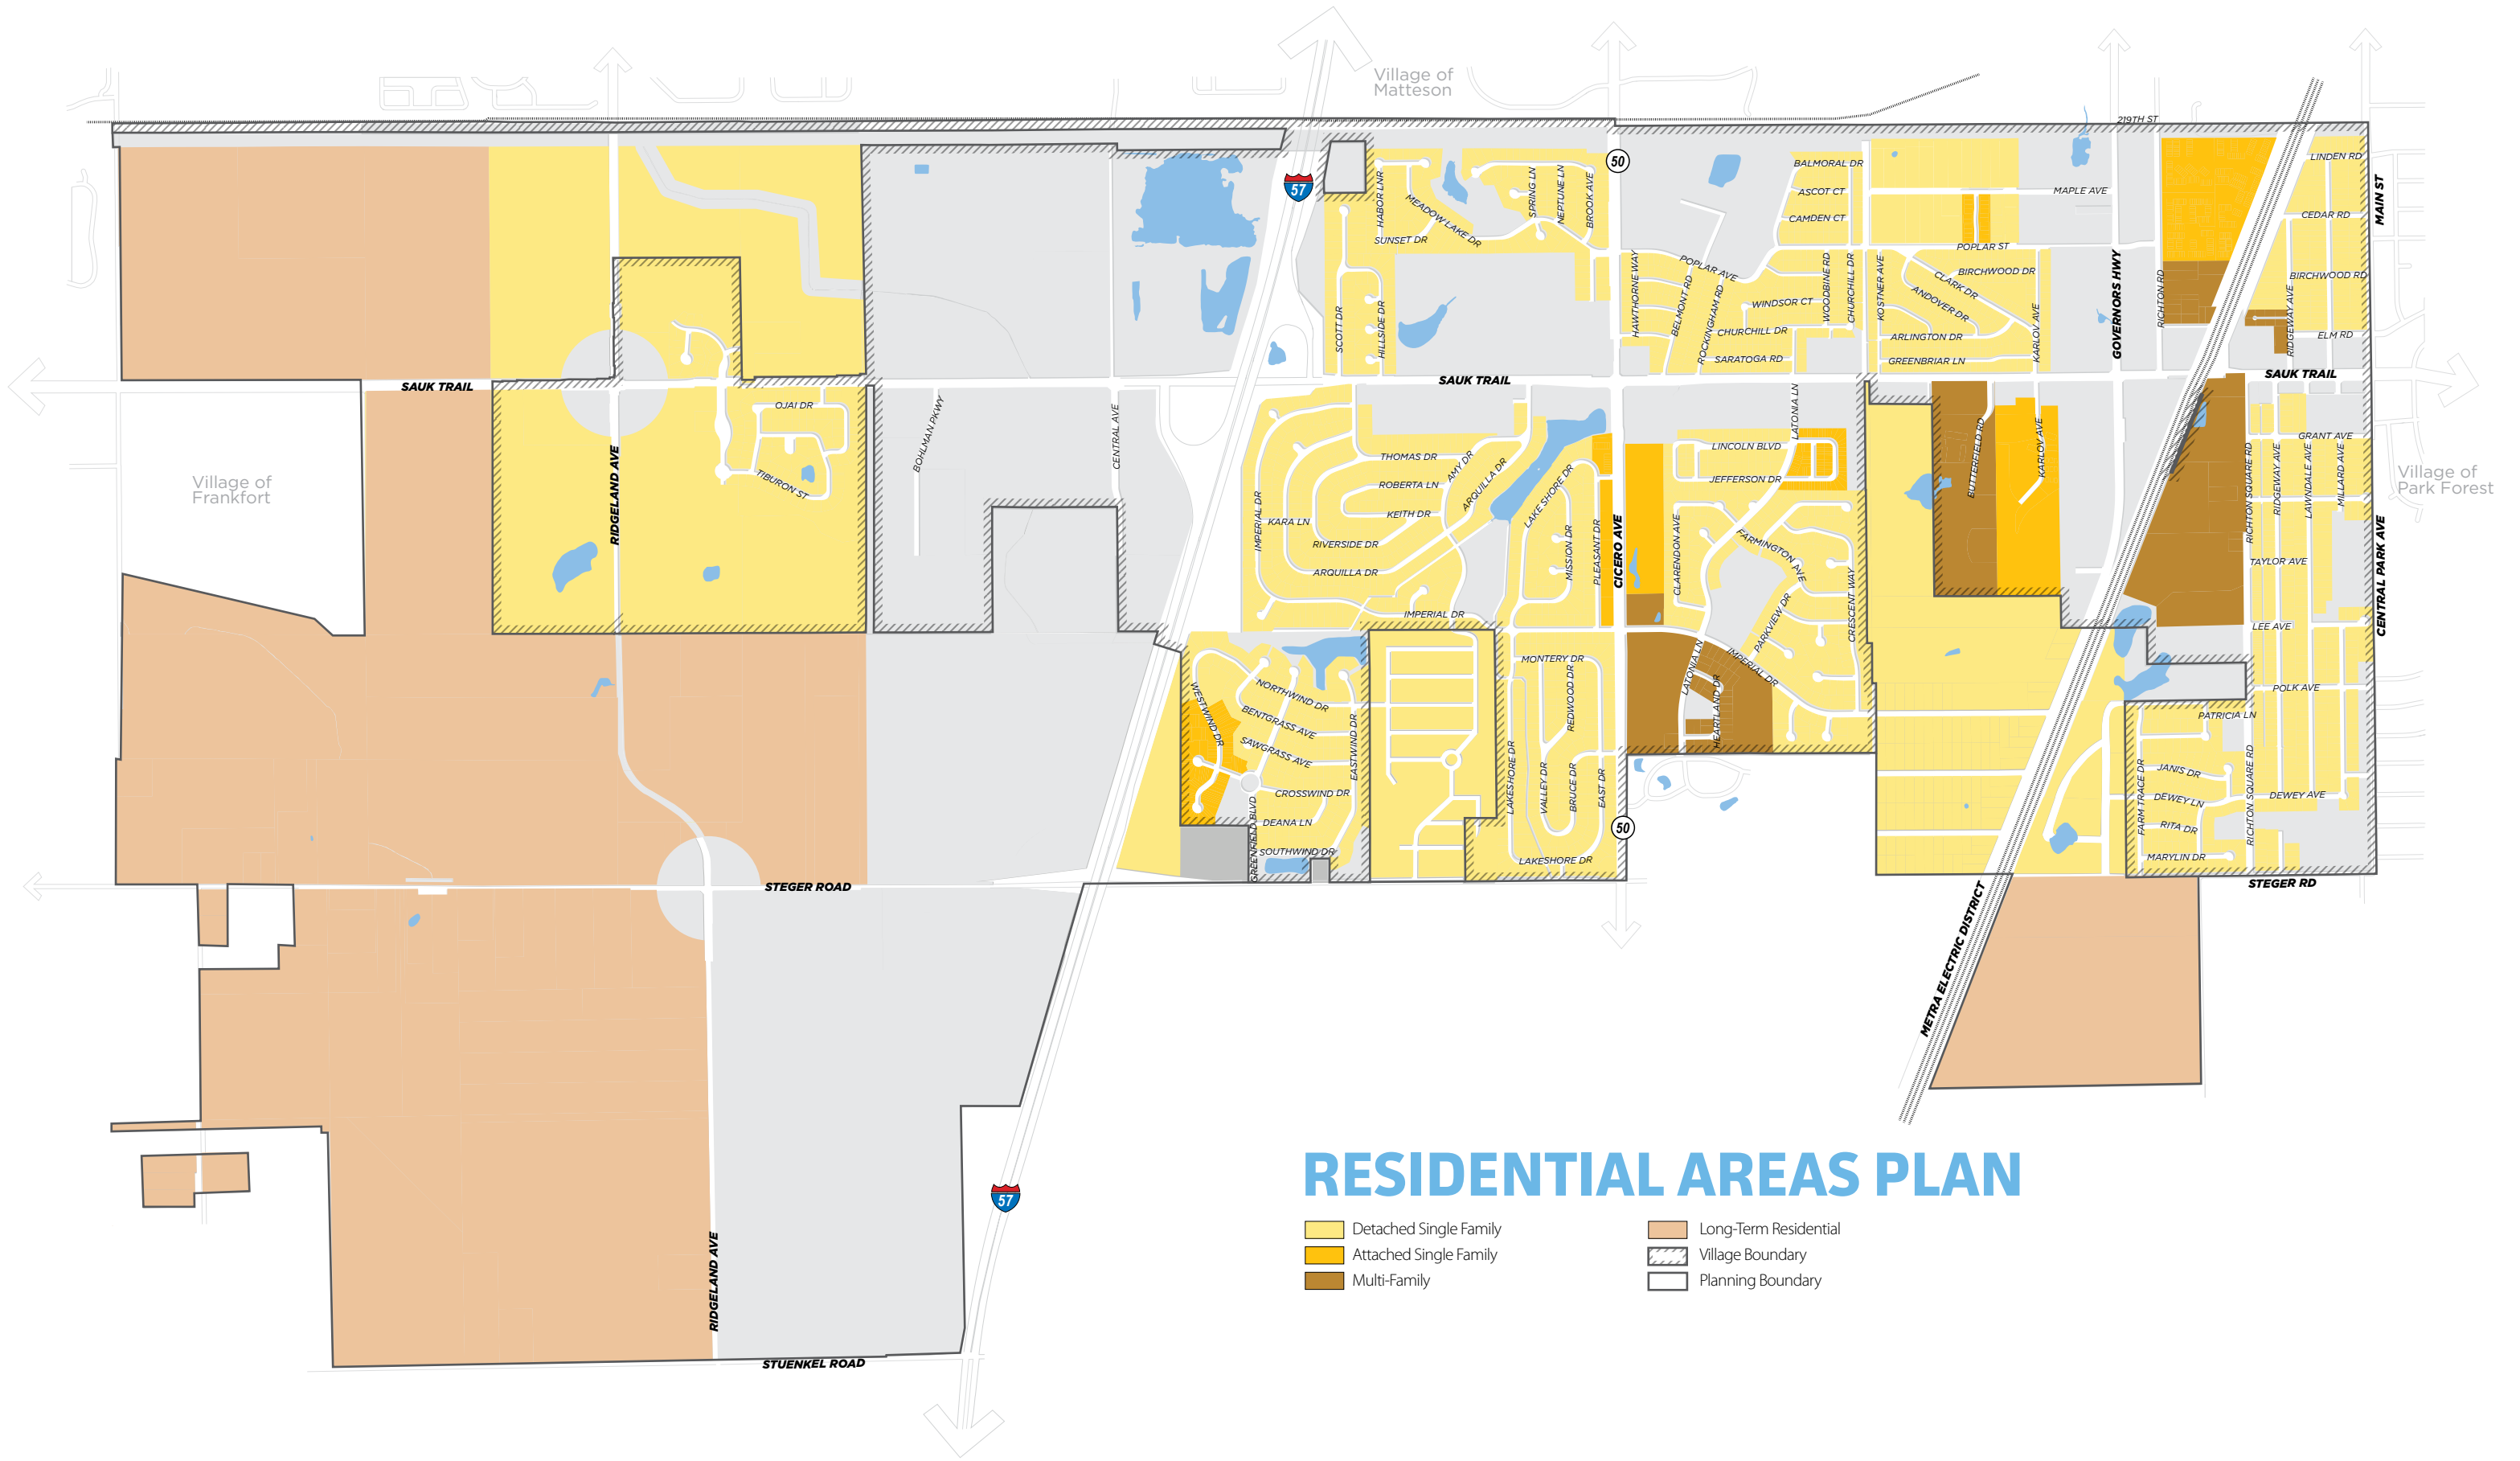 Village of
Matteson
219TH ST
50
57
LINDEN RD
BALMORAL DR
ASCOT CT
CAMDEN CT
MAPLE AVE
MAIN ST
CEDAR RD
HABOR LNR
MEADOW LAKE DR
SUNSET DR
SPRING LN
NEPTUNE LN
BROOK AVE
POPLAR ST
POPLAR AVE
HAWTHORNE WAY
BELMONT RD
ROCKINGHAM RD
WOODBINE RD
CHURCHILL DR
KOSTNER AVE
CLARK DR
BIRCHWOOD DR
ANDOVER DR
KARLOV AVE
GOVERNORS HWY
RICHTON RD
RIDGEWAY AVE
BIRCHWOOD RD
WINDSOR CT
CHURCHILL DR
SARATOGA RD
ARLINGTON DR
GREENBRIAR LN
ELM RD
SCOTT DR
HILLSIDE DR
SAUK TRAIL
SAUK TRAIL
SAUK TRAIL
Village of
Frankfort
RIDGELAND AVE
OJAI DR
TIBURON ST
BOHLMAN PKWY
CENTRAL AVE
IMPERIAL DR
THOMAS DR
ROBERTA LN
KEITH DR
KARA LN
RIVERSIDE DR
ARQUILLA DR
AMY DR
ARQUILLA DR
LAKE SHORE DR
MISSION DR
PLEASANT DR
CICERO AVE
IMPERIAL DR
LATONIA LN
LINCOLN BLVD
JEFFERSON DR
CLARENDON AVE
FARMINGTON AVE
PARKVIEW DR
CRESCENT WAY
BUTTERFIELD RD
KARLOV AVE
GRANT AVE
RICHTON SQUARE RD
RIDGEWAY AVE
LAWNDALE AVE
MILLARD AVE
Village of
Park Forest
TAYLOR AVE
CENTRAL PARK AVE
LEE AVE
POLK AVE
PATRICIA LN
WESTWIND DR
NORTHWIND DR
BENTGRASS AVE
SAWGRASS AVE
EASTWIND DR
CROSSWIND DR
DEANA LN
SOUTHWIND DR
GREENFIELD BLVD
MONTERY DR
REDWOOD DR
LAKESHORE DR
VALLEY DR
BRUCE DR
EAST DR
LAKESHORE DR
50
LATONIA LN
HEARTLAND DR
IMPERIAL DR
JANIS DR
DEWEY LN
DEWEY AVE
RITA DR
MARYLIN DR
FARM TRACE DR
RICHTON SQUARE RD
STEGER ROAD
STEGER RD
METRA ELECTRIC DISTRICT
57
RIDGELAND AVE
STUENKEL ROAD
RESIDENTIAL AREAS PLAN
Detached Single Family
Attached Single Family
Multi-Family
Long-Term Residential
Village Boundary
Planning Boundary